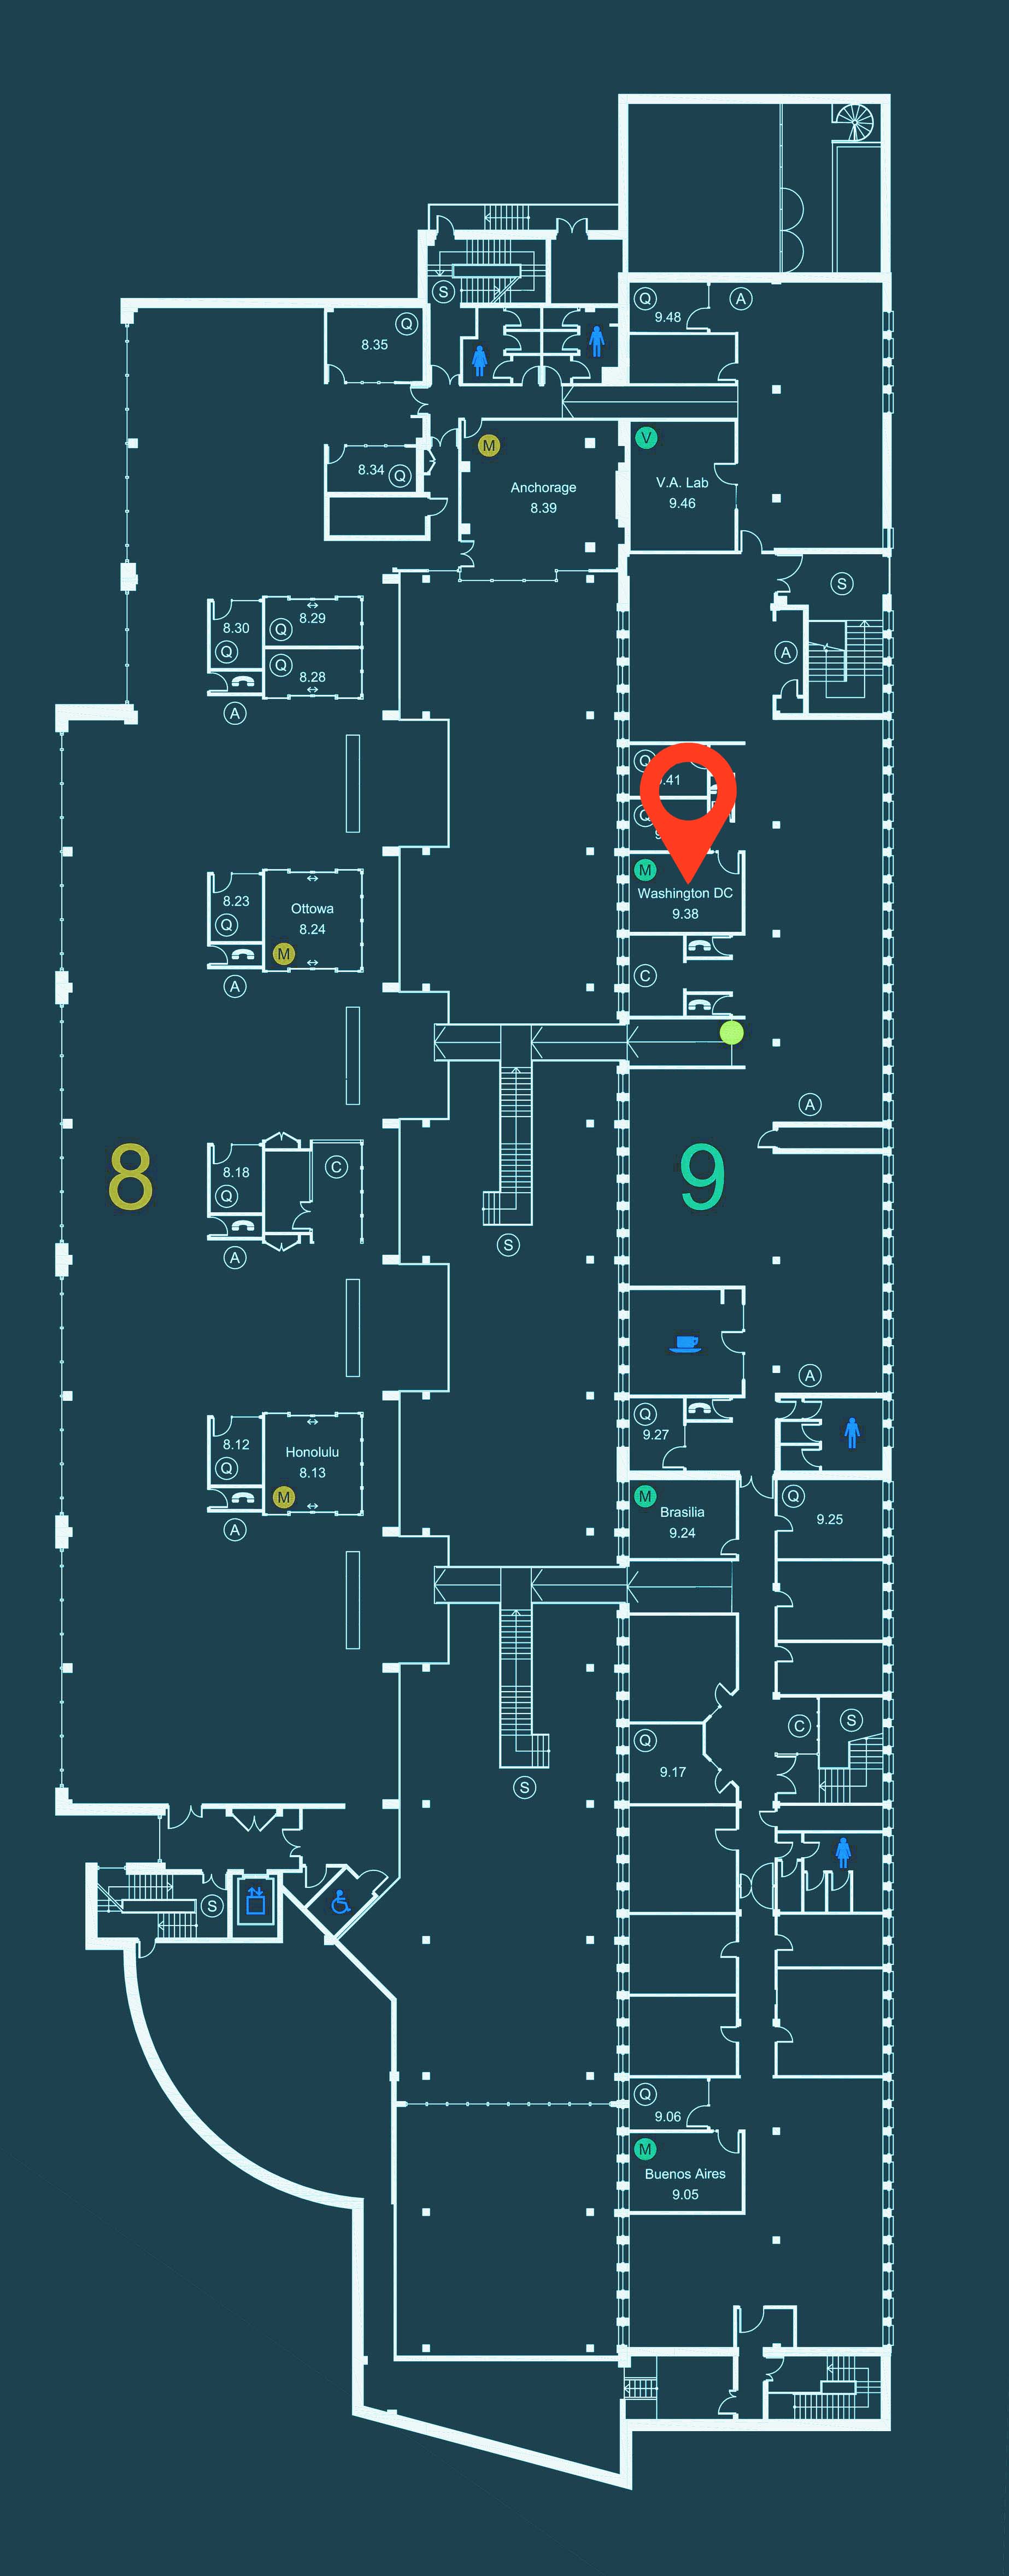 S
Q
A
9.48
Q
8.35
M
V
Q
8.34
Anchorage
8.39
V.A. Lab
9.46
S
8.30
Q
8.29
Q
Q
8.28
A
A
Q
Q
M
Washington DC
9.38
8.23
Q
Ottowa
8.24
M
A
C
A
8
9
8.18
Q
C
A
S
A
Q
9.27
8.12
Q
Honolulu
8.13
M
A
M
Brasilia
9.24
Q
9.25
Q
9.17
C
S
S
S
Q
9.06
M
Buenos Aires
9.05